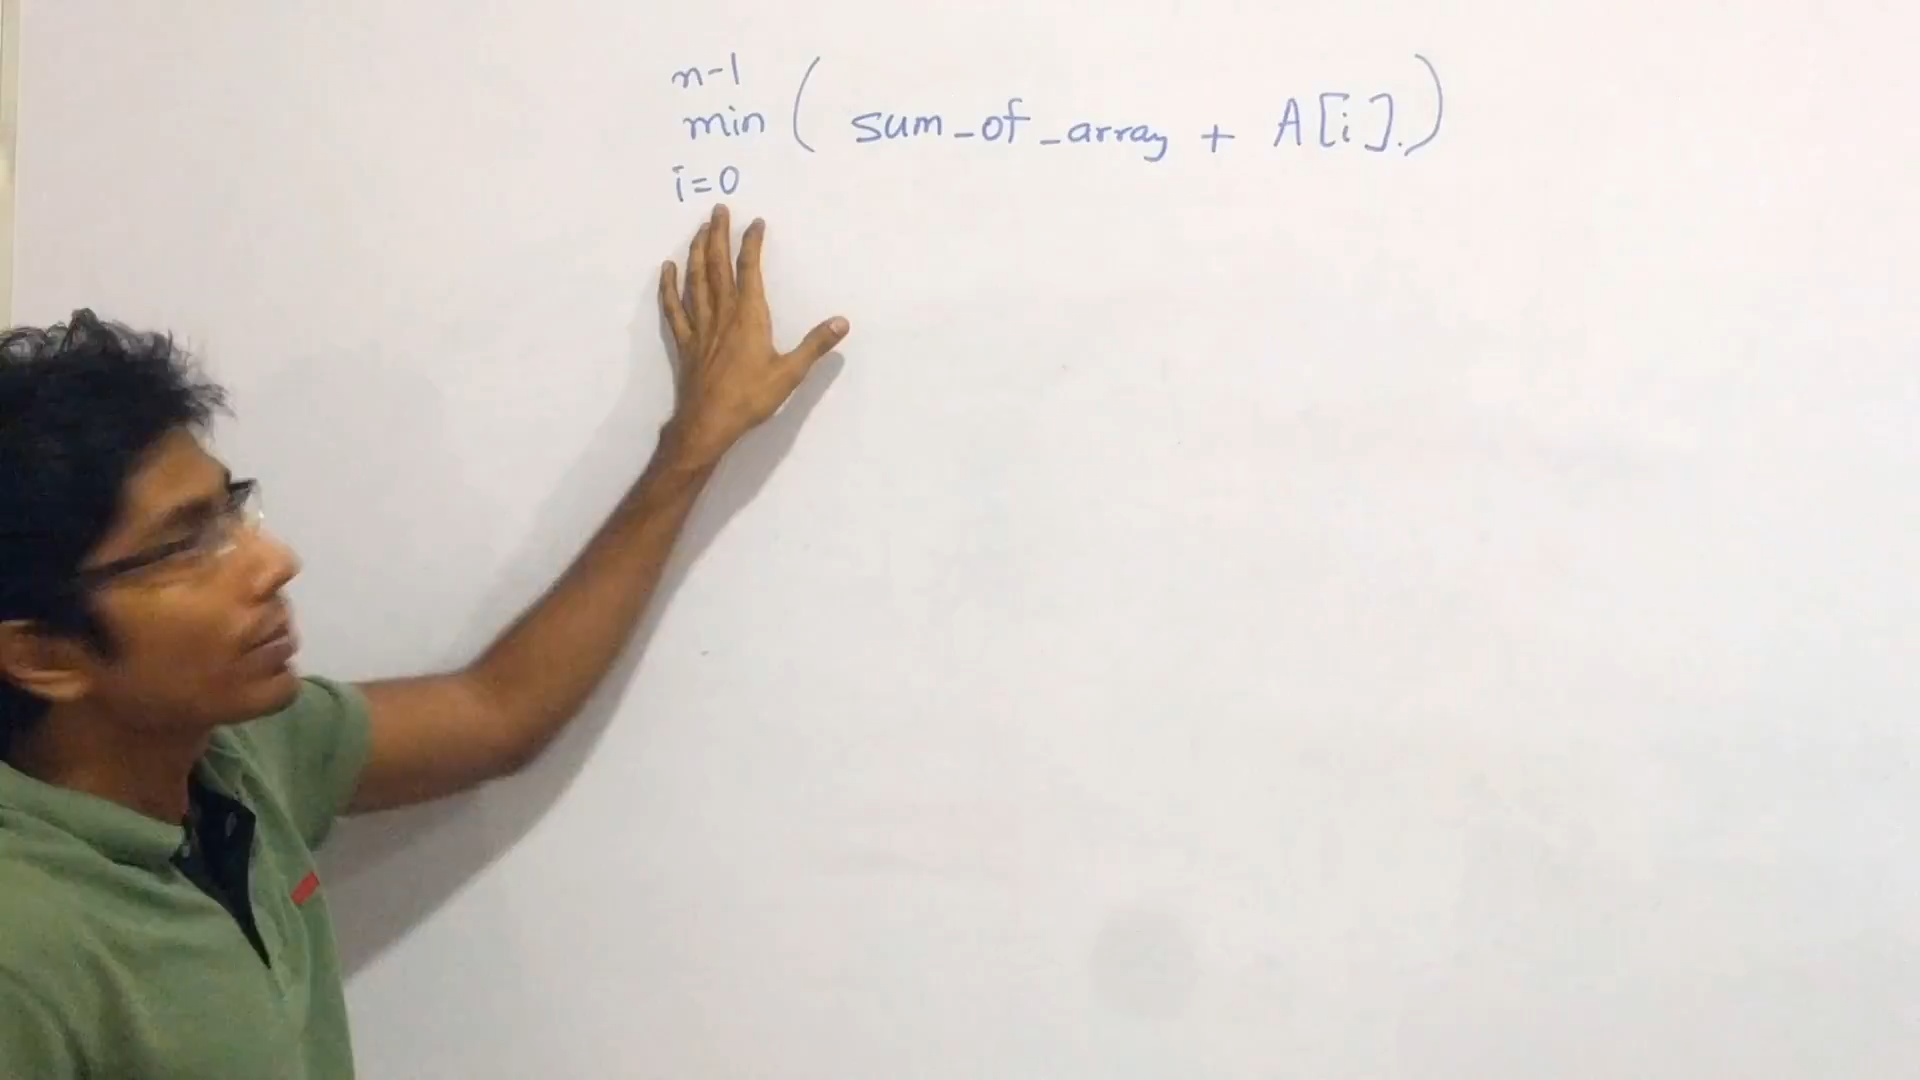 n-1
min ( sum_of_array + A[i]. )
i=0